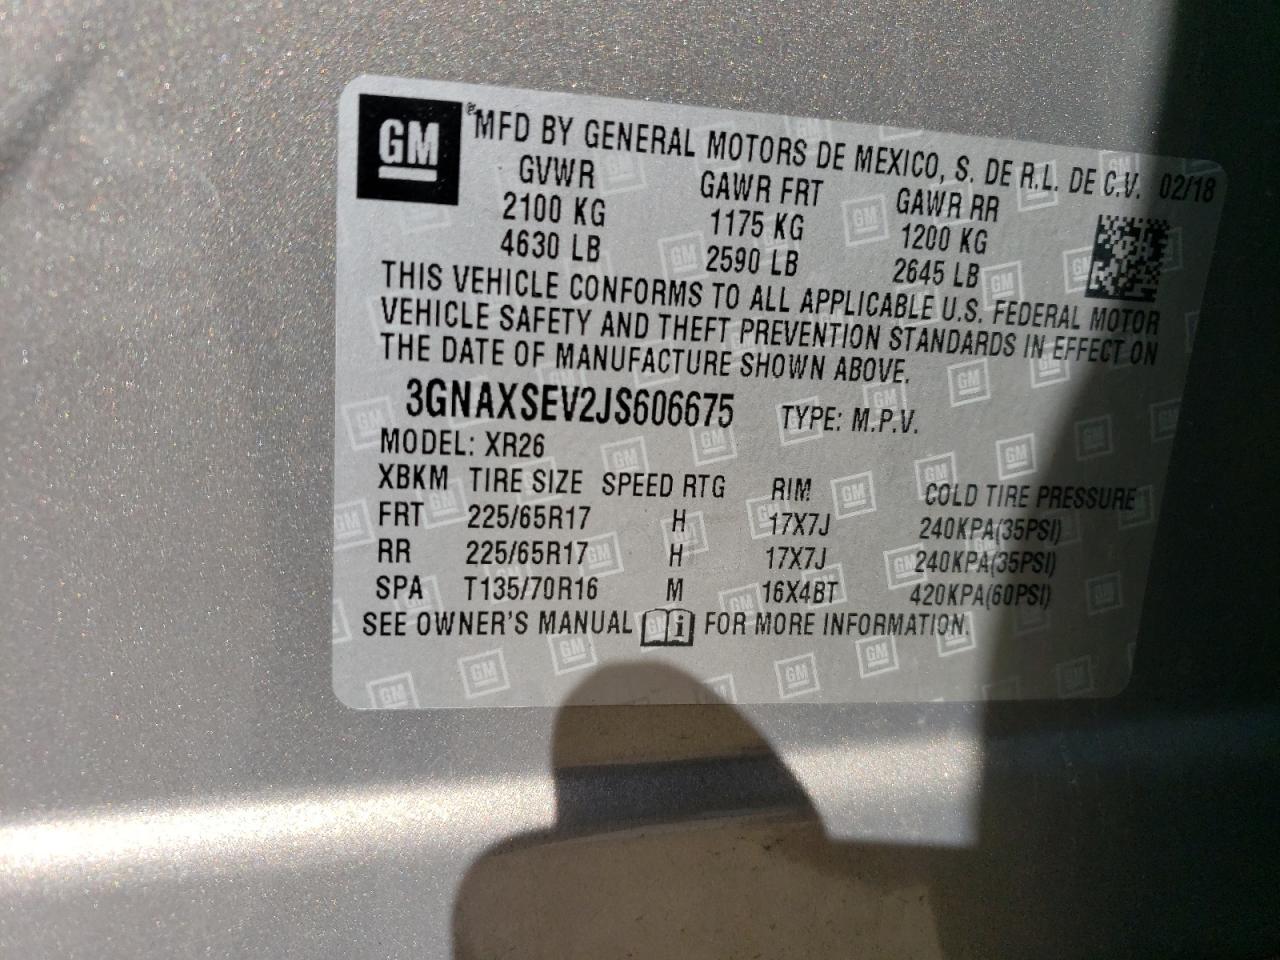 GM ® MFD BY GENERAL MOTORS DE MEXICO, S. DE R.L. DE C.V. 02/18
GVWR GAWR FRT GAWR RR
2100 KG 1175 KG 1200 KG
4630 LB 2590 LB 2645 LB
THIS VEHICLE CONFORMS TO ALL APPLICABLE U.S. FEDERAL MOTOR
VEHICLE SAFETY AND THEFT PREVENTION STANDARDS IN EFFECT ON
THE DATE OF MANUFACTURE SHOWN ABOVE.
3GNAXSEV2JS606675 TYPE: M.P.V.
MODEL: XR26
XBKM TIRE SIZE SPEED RTG RIM COLD TIRE PRESSURE
FRT 225/65R17 H 17X7J 240KPA(35PSI)
RR 225/65R17 H 17X7J 240KPA(35PSI)
SPA T135/70R16 M 16X4BT 420KPA(60PSI)
SEE OWNER'S MANUAL i FOR MORE INFORMATION.